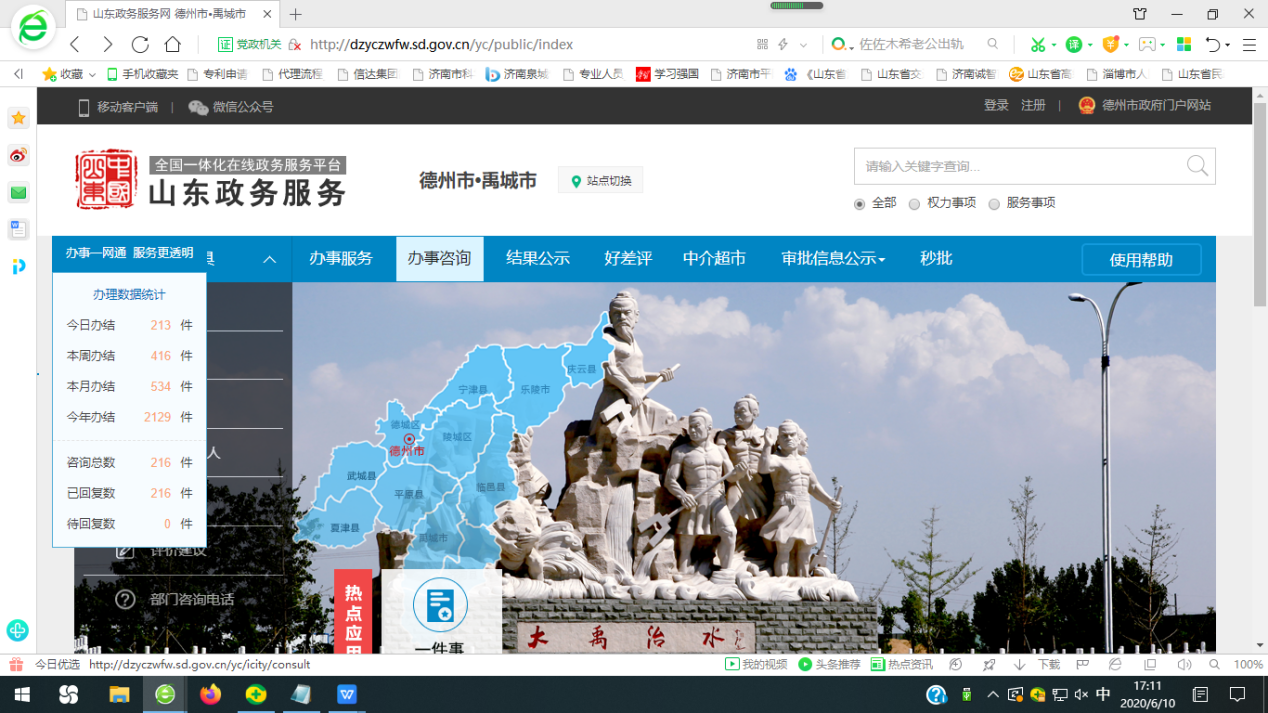 山东政务服务网 德州市•禹城市
证 党政机关 http://dzyczwfw.sd.gov.cn/yc/public/index
佐佐木希老公出轨
收藏 手机收藏夹 专利申请 代理流程 信达集团 济南市科 济南泉城 专业人员 学习强国 济南市平 《山东省 山东省交 济南诚智 山东省高 淄博市人 山东省民
移动客户端 | 微信公众号
登录 注册 | 德州市政府门户网站
全国一体化在线政务服务平台
山东政务服务
德州市•禹城市
站点切换
请输入关键字查询...
全部 权力事项 服务事项
办事一网通 服务更透明
办事服务 办事咨询 结果公示 好差评 中介超市 审批信息公示 秒批 使用帮助
办理数据统计
今日办结 213 件
本周办结 416 件
本月办结 534 件
今年办结 2129 件
咨询总数 216 件
已回复数 216 件
待回复数 0 件
人
评价建议
部门咨询电话
庆云县
宁津县
乐陵市
德城区
陵城区
德州市
武城县
平原县
临邑县
夏津县
禹城市
热点应用
一件事
大禹治水
今日优选 http://dzyczwfw.sd.gov.cn/yc/icity/consult
我的视频 头条推荐 热点资讯 下载 100%
中
17:11
2020/6/10